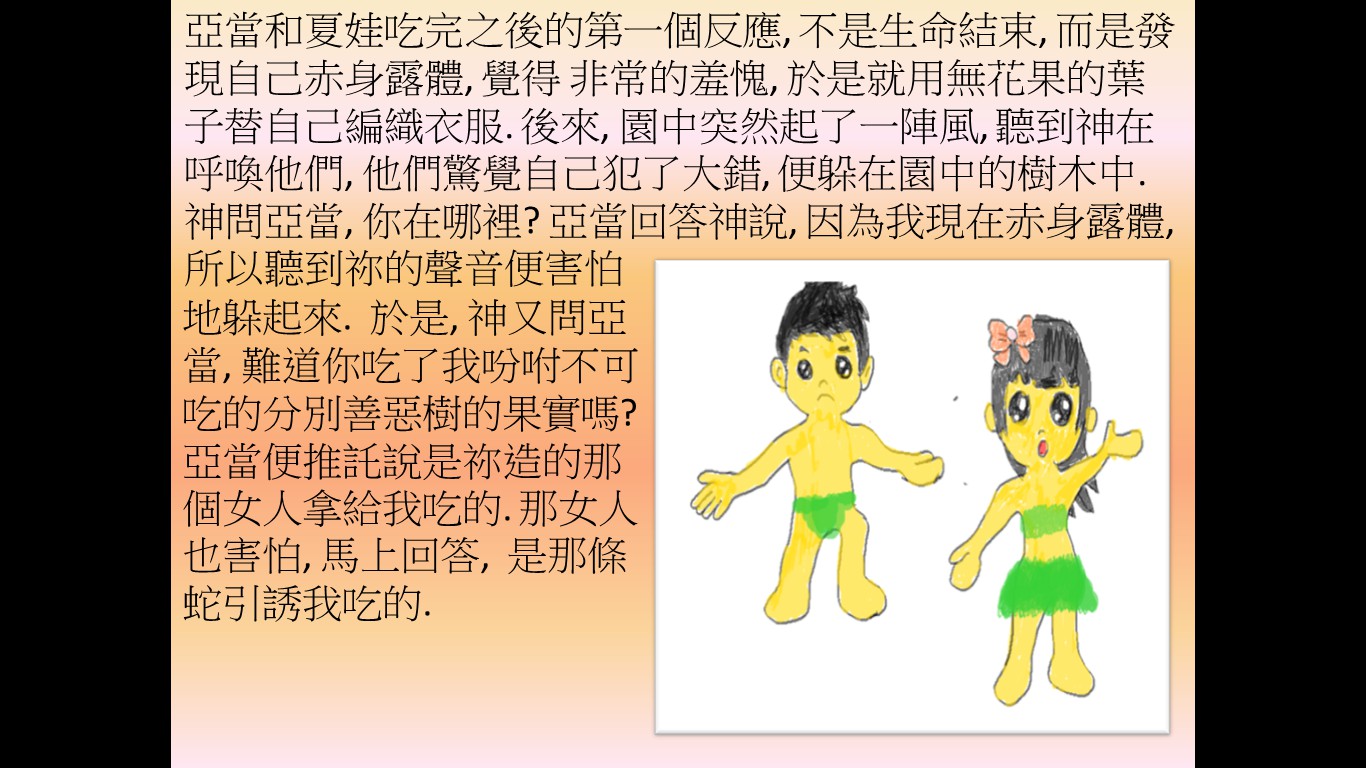 亞當和夏娃吃完之後的第一個反應, 不是生命結束, 而是發
現自己赤身露體, 覺得 非常的羞愧, 於是就用無花果的葉
子替自己編織衣服. 後來, 園中突然起了一陣風, 聽到神在
呼喚他們, 他們驚覺自己犯了大錯, 便躲在園中的樹木中.
神問亞當, 你在哪裡? 亞當回答神說, 因為我現在赤身露體,
所以聽到祢的聲音便害怕
地躲起來. 於是, 神又問亞
當, 難道你吃了我吩咐不可
吃的分別善惡樹的果實嗎?
亞當便推託說是祢造的那
個女人拿給我吃的. 那女人
也害怕, 馬上回答, 是那條
蛇引誘我吃的.